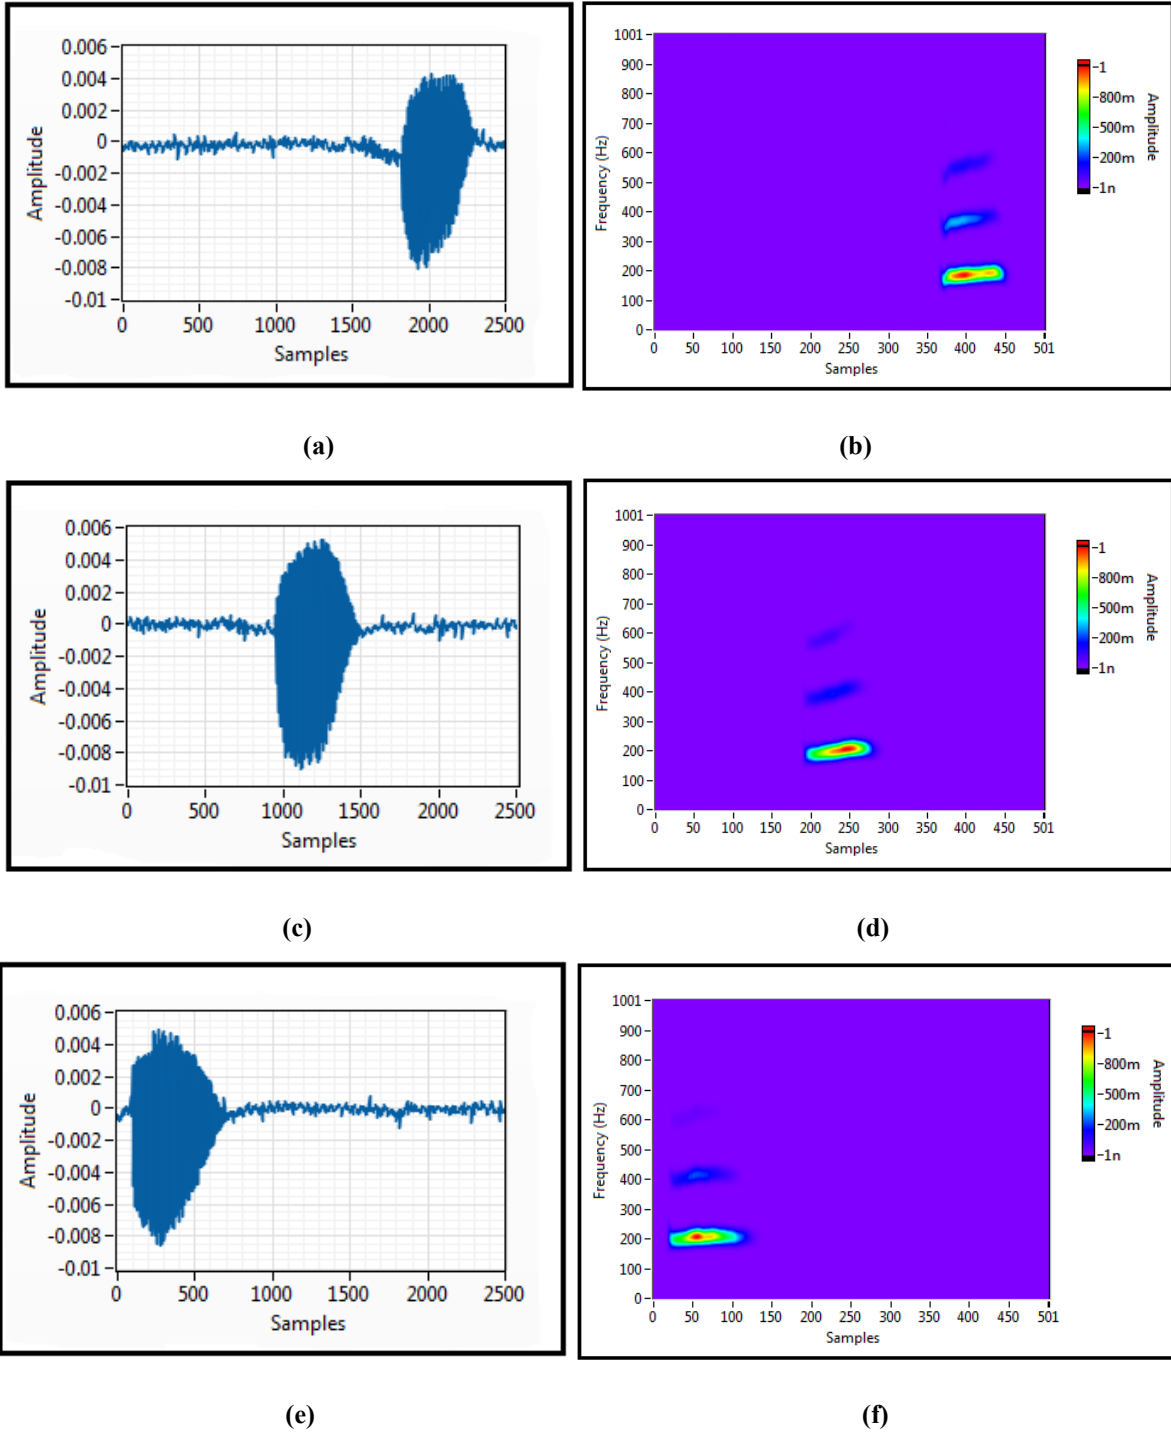 0.006
0.004
0.002
0
-0.002
-0.004
-0.006
-0.008
-0.01
Amplitude
0 500 1000 1500 2000 2500
Samples
1001
900
800
700
600
500
400
300
200
100
0
Frequency (Hz)
0 50 100 150 200 250 300 350 400 450 501
Samples
1
800m
500m
200m
1n
Amplitude
(a)
(b)
0.006
0.004
0.002
0
-0.002
-0.004
-0.006
-0.008
-0.01
Amplitude
0 500 1000 1500 2000 2500
Samples
1001
900
800
700
600
500
400
300
200
100
0
Frequency (Hz)
0 50 100 150 200 250 300 350 400 450 501
Samples
1
800m
500m
200m
1n
Amplitude
(c)
(d)
0.006
0.004
0.002
0
-0.002
-0.004
-0.006
-0.008
-0.01
Amplitude
0 500 1000 1500 2000 2500
Samples
1001
900
800
700
600
500
400
300
200
100
0
Frequency (Hz)
0 50 100 150 200 250 300 350 400 450 501
Samples
1
800m
500m
200m
1n
Amplitude
(e)
(f)